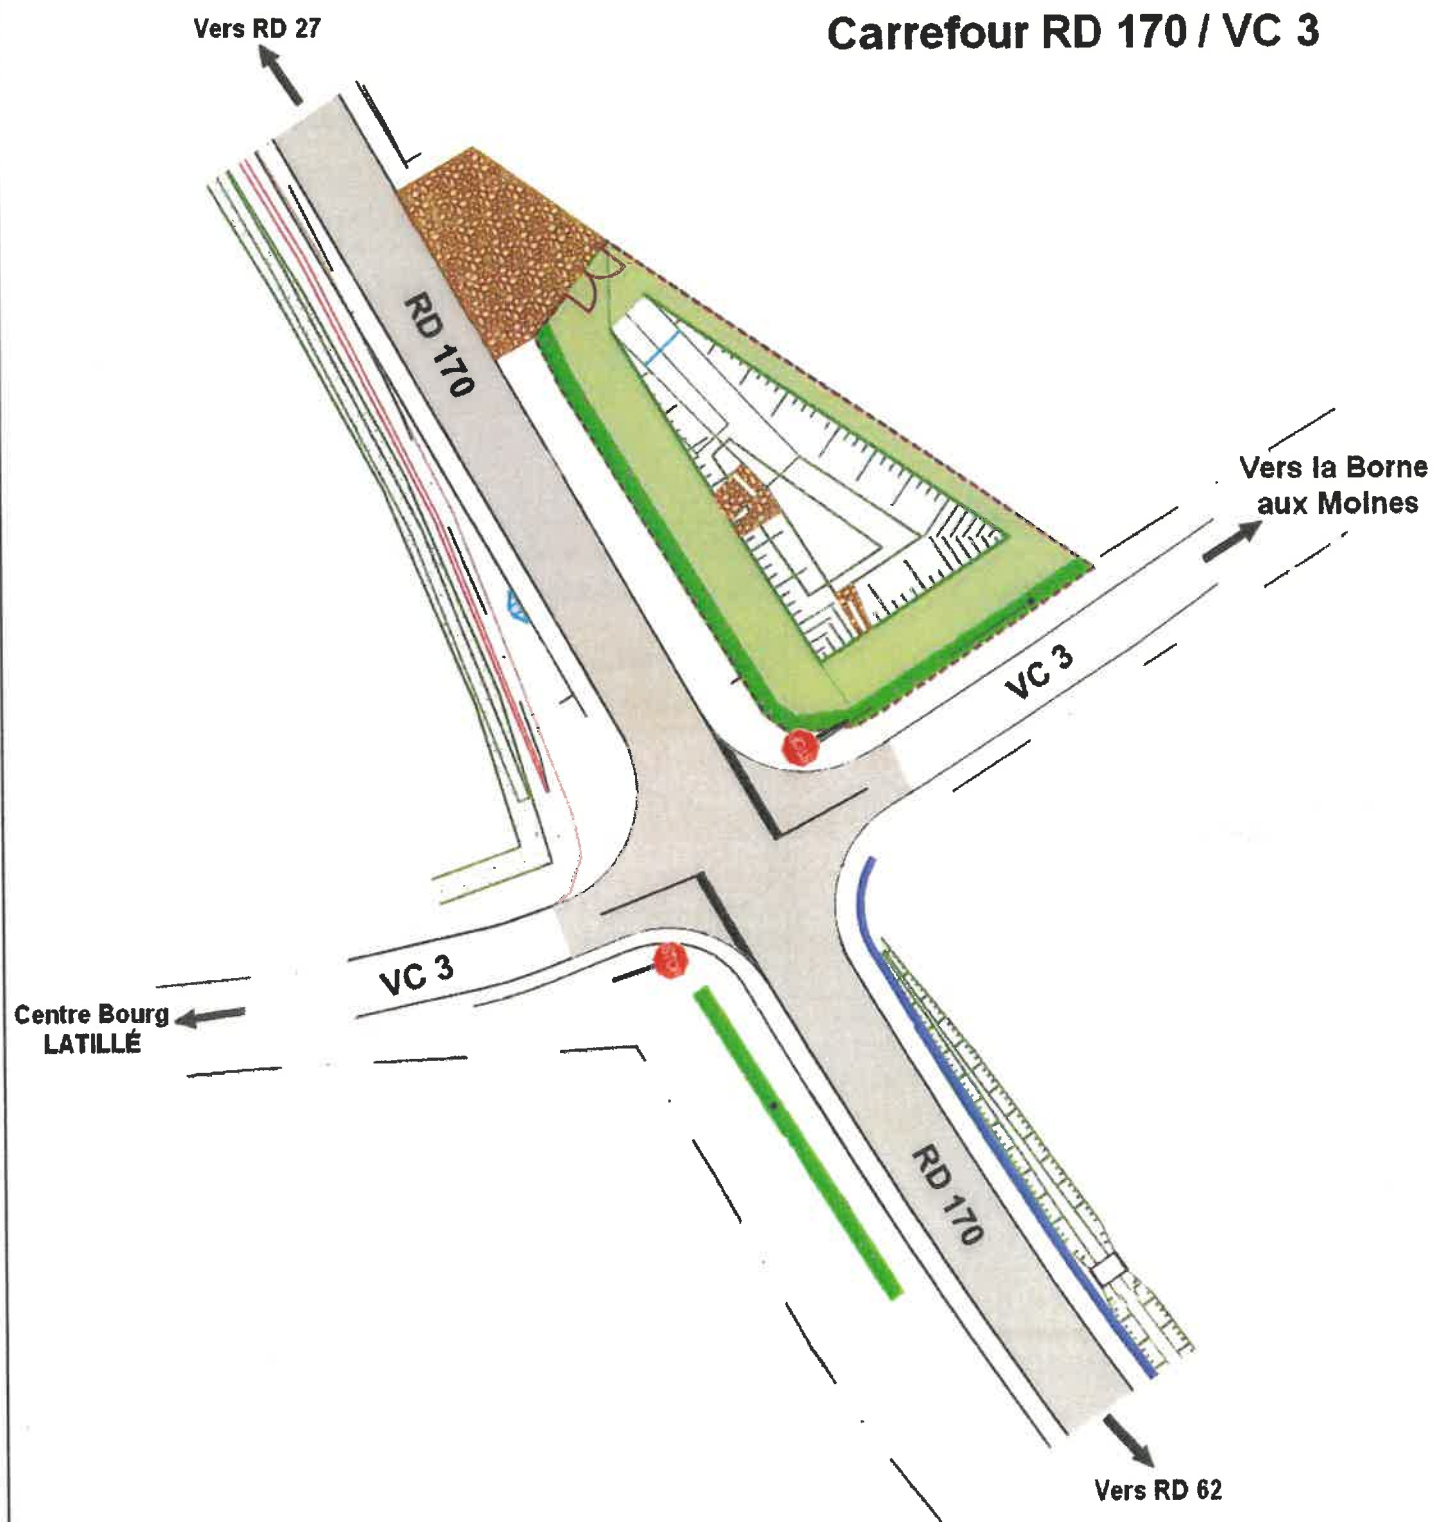 Vers RD 27
Carrefour RD 170 / VC 3
RD 170
Vers la Borne
aux Moines
VC 3
VC 3
Centre Bourg
LATILLÉ
RD 170
Vers RD 62